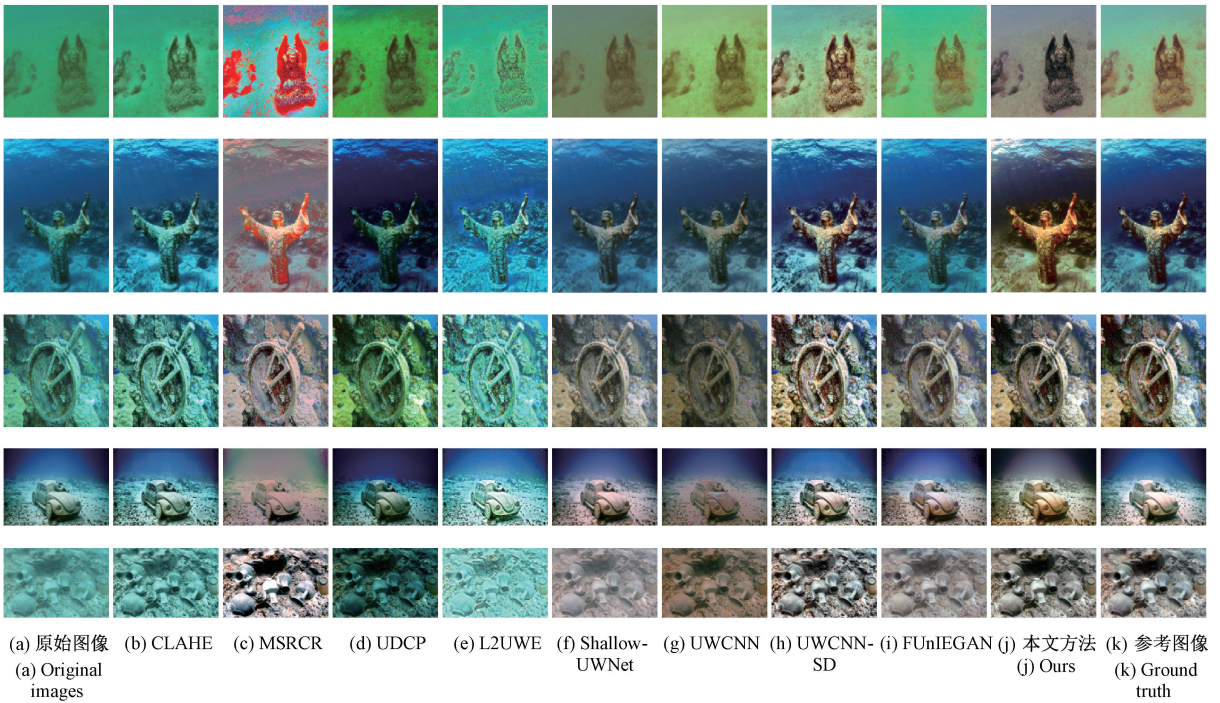 (a) 原始图像
(a) Original
images
(b) CLAHE
(c) MSRCR
(d) UDCP
(e) L2UWE
(f) Shallow-
UWNet
(g) UWCNN
(h) UWCNN-
SD
(i) FUnIEGAN
(j) 本文方法
(j) Ours
(k) 参考图像
(k) Ground
truth